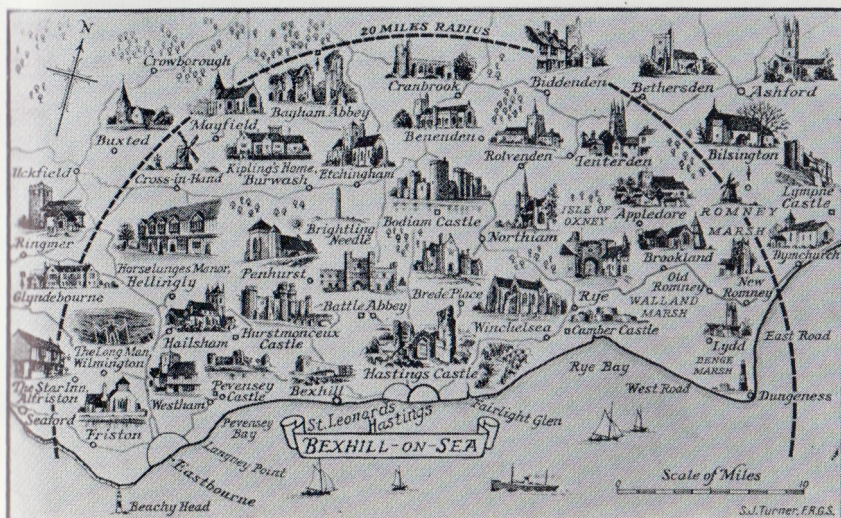 N
20 MILES RADIUS
Crowborough
Cranbrook
Biddenden
Bethersden
Ashford
Buxted
Mayfield
Bayham Abbey
Benenden
Rolvenden
Tenterden
Bilsington
Uckfield
Cross-in-Hand
Kipling's Home,
Burwash
Etchingham
Lympne
Castle
Ringmer
Horselunges Manor,
Hellingly
Penhurst
Brightling
Needle
Bodiam Castle
Northiam
ISLE OF
OXNEY
Appledore
ROMNEY
MARSH
Brookland
Dymchurch
Glyndebourne
Hailsham
Hurstmonceux
Castle
Battle Abbey
Brede Place
Winchelsea
Rye
Camber Castle
Old
Romney
New
Romney
WALLAND
MARSH
The Long Man,
Wilmington
The Star Inn,
Alfriston
Seaford
Friston
Westham
Pevensey
Castle
Bexhill
Hastings Castle
Rye Bay
Lydd
DENGE
MARSH
East Road
West Road
Dungeness
Pevensey
Bay
St. Leonards
Hastings
Fairlight Glen
BEXHILL-ON-SEA
Langney Point
Eastbourne
Beachy Head
Scale of Miles
0
10
S.J. Turner, F.R.G.S.